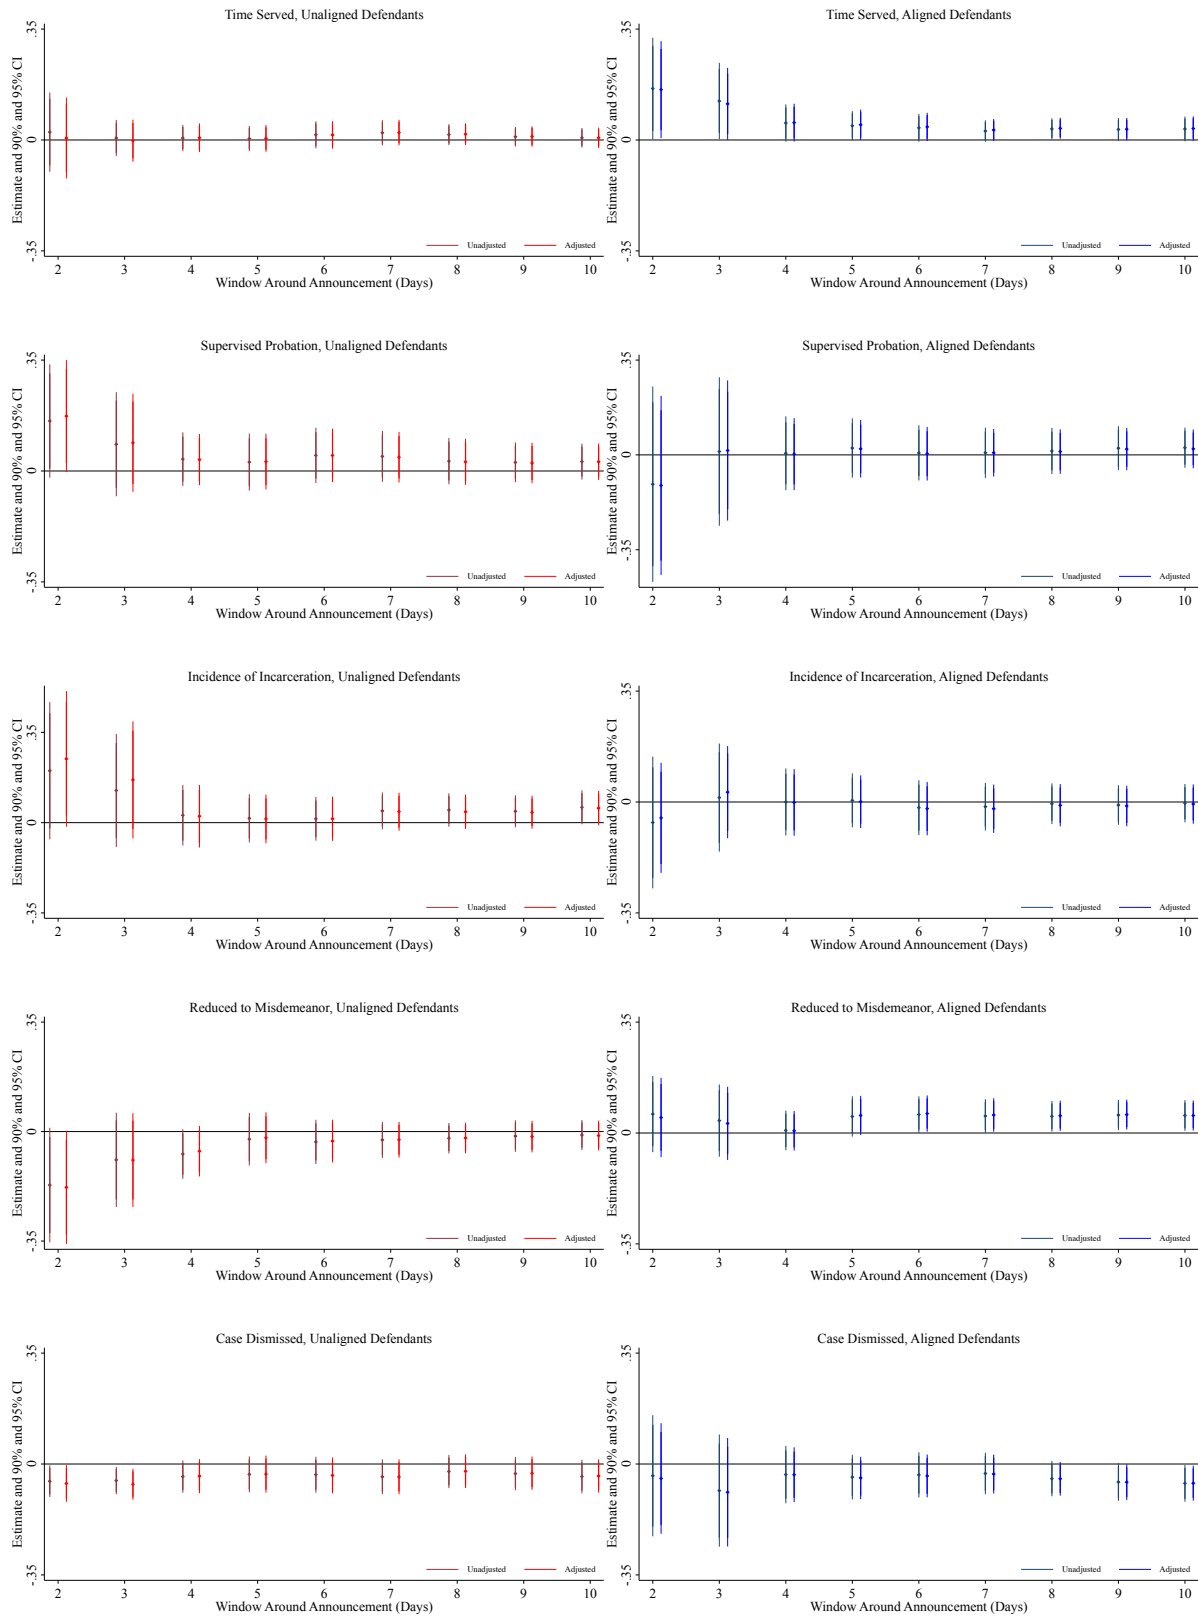 Time Served, Unaligned Defendants
Estimate and 90% and 95% CI
.35
0
-.35
Unadjusted Adjusted
2 3 4 5 6 7 8 9 10
Window Around Announcement (Days)
Time Served, Aligned Defendants
Estimate and 90% and 95% CI
.35
0
-.35
Unadjusted Adjusted
2 3 4 5 6 7 8 9 10
Window Around Announcement (Days)
Supervised Probation, Unaligned Defendants
Estimate and 90% and 95% CI
.35
0
-.35
Unadjusted Adjusted
2 3 4 5 6 7 8 9 10
Window Around Announcement (Days)
Supervised Probation, Aligned Defendants
Estimate and 90% and 95% CI
.35
0
-.35
Unadjusted Adjusted
2 3 4 5 6 7 8 9 10
Window Around Announcement (Days)
Incidence of Incarceration, Unaligned Defendants
Estimate and 90% and 95% CI
.35
0
-.35
Unadjusted Adjusted
2 3 4 5 6 7 8 9 10
Window Around Announcement (Days)
Incidence of Incarceration, Aligned Defendants
Estimate and 90% and 95% CI
.35
0
-.35
Unadjusted Adjusted
2 3 4 5 6 7 8 9 10
Window Around Announcement (Days)
Reduced to Misdemeanor, Unaligned Defendants
Estimate and 90% and 95% CI
.35
0
-.35
Unadjusted Adjusted
2 3 4 5 6 7 8 9 10
Window Around Announcement (Days)
Reduced to Misdemeanor, Aligned Defendants
Estimate and 90% and 95% CI
.35
0
-.35
Unadjusted Adjusted
2 3 4 5 6 7 8 9 10
Window Around Announcement (Days)
Case Dismissed, Unaligned Defendants
Estimate and 90% and 95% CI
.35
0
-.35
Unadjusted Adjusted
2 3 4 5 6 7 8 9 10
Window Around Announcement (Days)
Case Dismissed, Aligned Defendants
Estimate and 90% and 95% CI
.35
0
-.35
Unadjusted Adjusted
2 3 4 5 6 7 8 9 10
Window Around Announcement (Days)